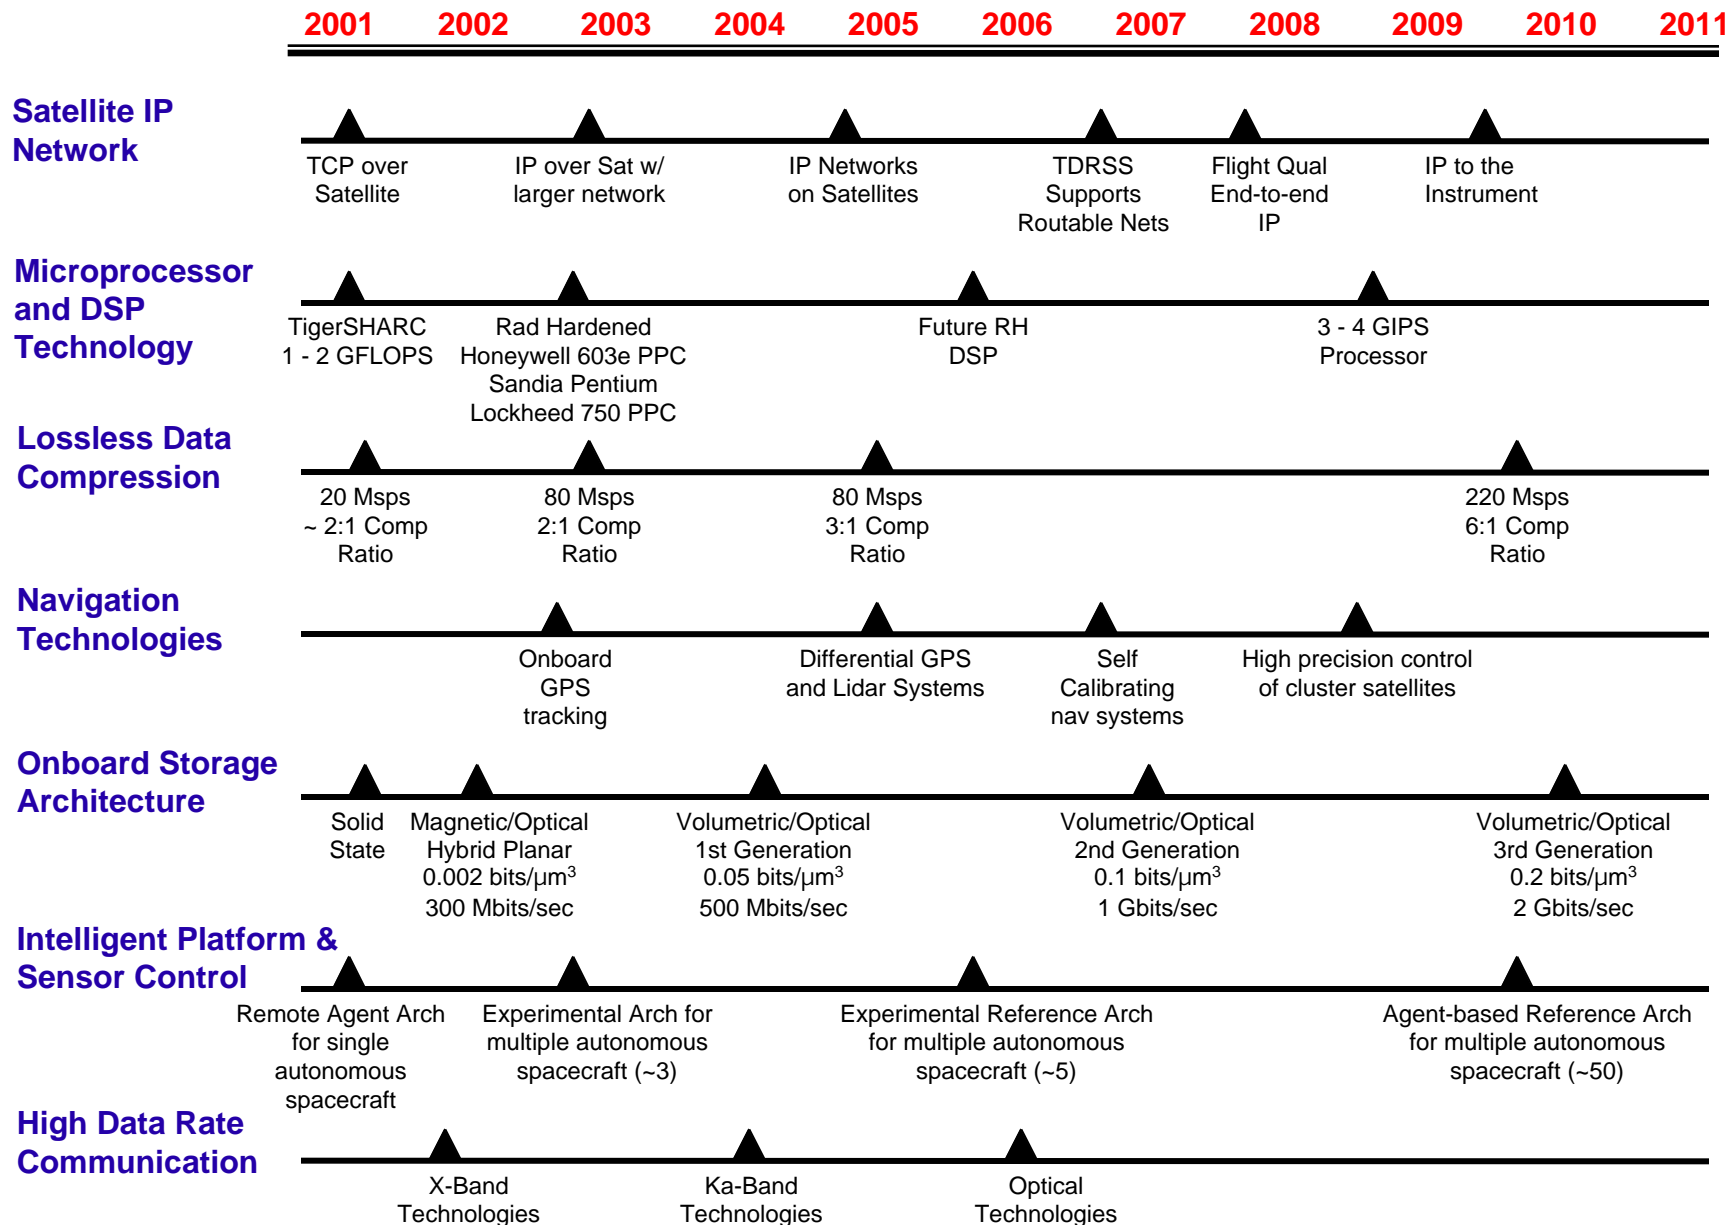 2001 2002 2003 2004 2005 2006 2007 2008 2009 2010 2011
Satellite IP
Network
TCP over
Satellite
IP over Sat w/
larger network
IP Networks
on Satellites
TDRSS
Supports
Routable Nets
Flight Qual
End-to-end
IP
IP to the
Instrument
Microprocessor
and DSP
Technology
TigerSHARC
1 - 2 GFLOPS
Rad Hardened
Honeywell 603e PPC
Sandia Pentium
Lockheed 750 PPC
Future RH
DSP
3 - 4 GIPS
Processor
Lossless Data
Compression
20 Msps
~ 2:1 Comp
Ratio
80 Msps
2:1 Comp
Ratio
80 Msps
3:1 Comp
Ratio
220 Msps
6:1 Comp
Ratio
Navigation
Technologies
Onboard
GPS
tracking
Differential GPS
and Lidar Systems
Self
Calibrating
nav systems
High precision control
of cluster satellites
Onboard Storage
Architecture
Solid
State
Magnetic/Optical
Hybrid Planar
0.002 bits/µm³
300 Mbits/sec
Volumetric/Optical
1st Generation
0.05 bits/µm³
500 Mbits/sec
Volumetric/Optical
2nd Generation
0.1 bits/µm³
1 Gbits/sec
Volumetric/Optical
3rd Generation
0.2 bits/µm³
2 Gbits/sec
Intelligent Platform &
Sensor Control
Remote Agent Arch
for single
autonomous
spacecraft
Experimental Arch for
multiple autonomous
spacecraft (~3)
Experimental Reference Arch
for multiple autonomous
spacecraft (~5)
Agent-based Reference Arch
for multiple autonomous
spacecraft (~50)
High Data Rate
Communication
X-Band
Technologies
Ka-Band
Technologies
Optical
Technologies